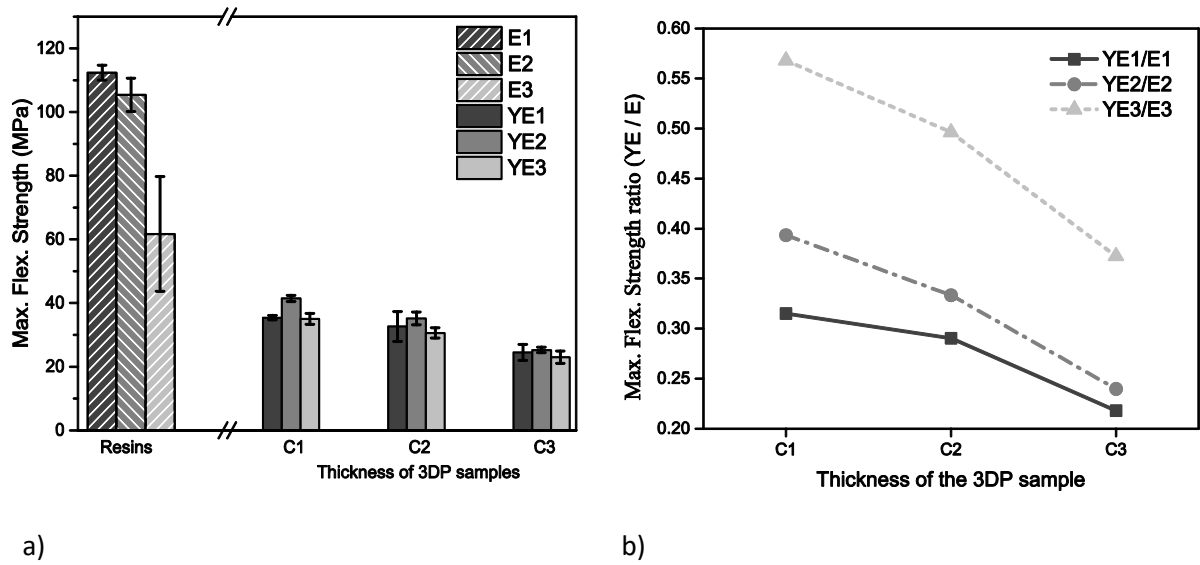 120
100
80
60
40
20
0
Max. Flex. Strength (MPa)
E1
E2
E3
YE1
YE2
YE3
Resins
C1
C2
C3
Thickness of 3DP samples
a)
0.60
0.55
0.50
0.45
0.40
0.35
0.30
0.25
0.20
Max. Flex. Strength ratio (YE / E)
YE1/E1
YE2/E2
YE3/E3
C1
C2
C3
Thickness of the 3DP sample
b)